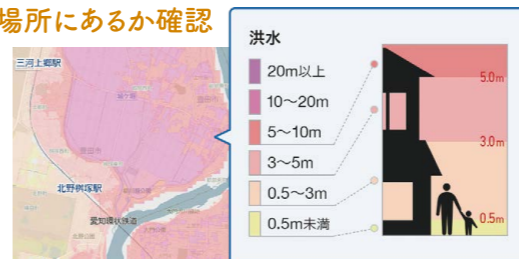 場所にあるか確認
三河上郷駅
北野桝塚駅
愛知環状鉄道
洪水
20m以上
10～20m
5～10m
3～5m
0.5～3m
0.5m未満
5.0m
3.0m
0.5m